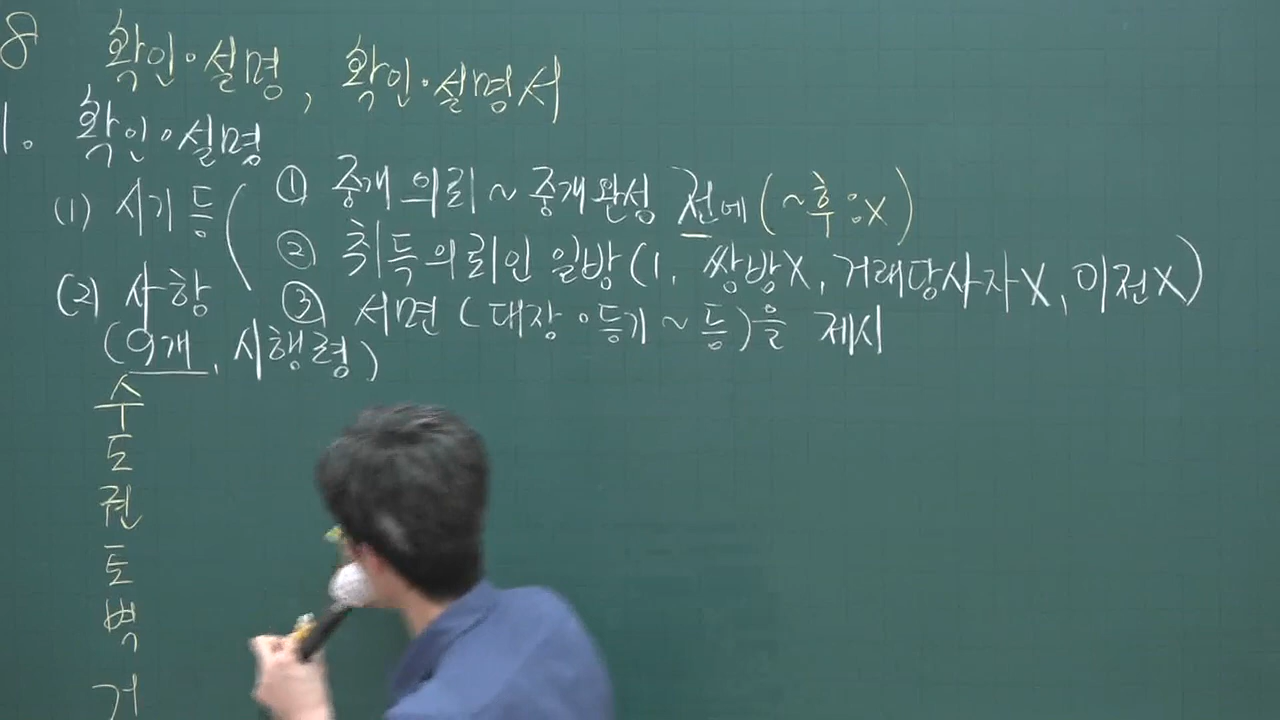 8 확인·설명, 확인·설명서
1. 확인·설명
(1) 시기 등 ( ① 중개의뢰 ~ 중개완성 전에 (~후:X)
② 취득의뢰인 일방(1, 쌍방X, 거래당사자X, 이전X)
③ 서면 (대장·등기 ~ 등)을 제시
(2) 사항
(9개, 시행령)
수
도
권
토
벽
거